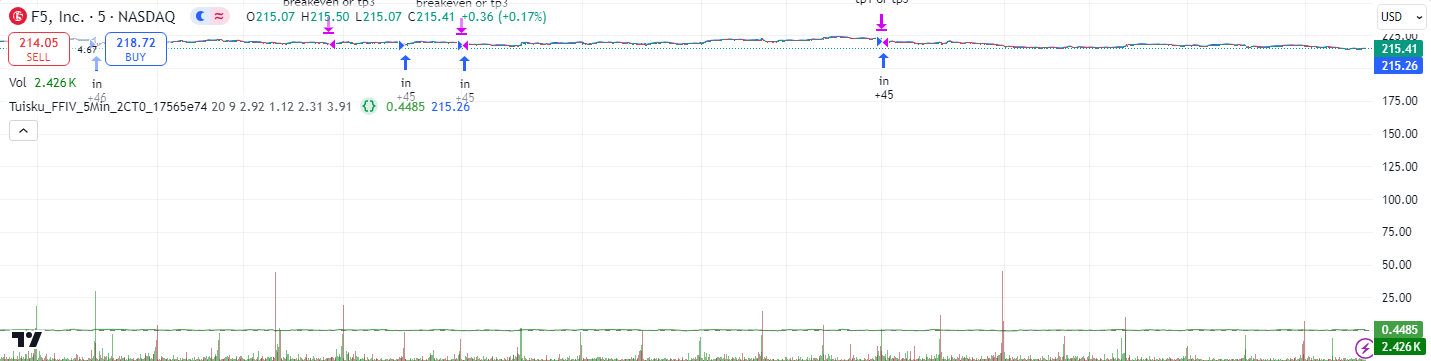 breakeven or tp3
breakeven or tp3
tp1 or tp3
F5, Inc. · 5 · NASDAQ
O215.07 H215.50 L215.07 C215.41 +0.36 (+0.17%)
USD
214.05
SELL
4.67
218.72
BUY
225.00
215.41
215.26
Vol 2.426 K
in
+46
in
+45
in
+45
in
+45
Tuisku_FFIV_5Min_2CT0_17565e74 20 9 2.92 1.12 2.31 3.91 {} 0.4485 215.26
175.00
150.00
125.00
100.00
75.00
50.00
25.00
0.4485
2.426 K